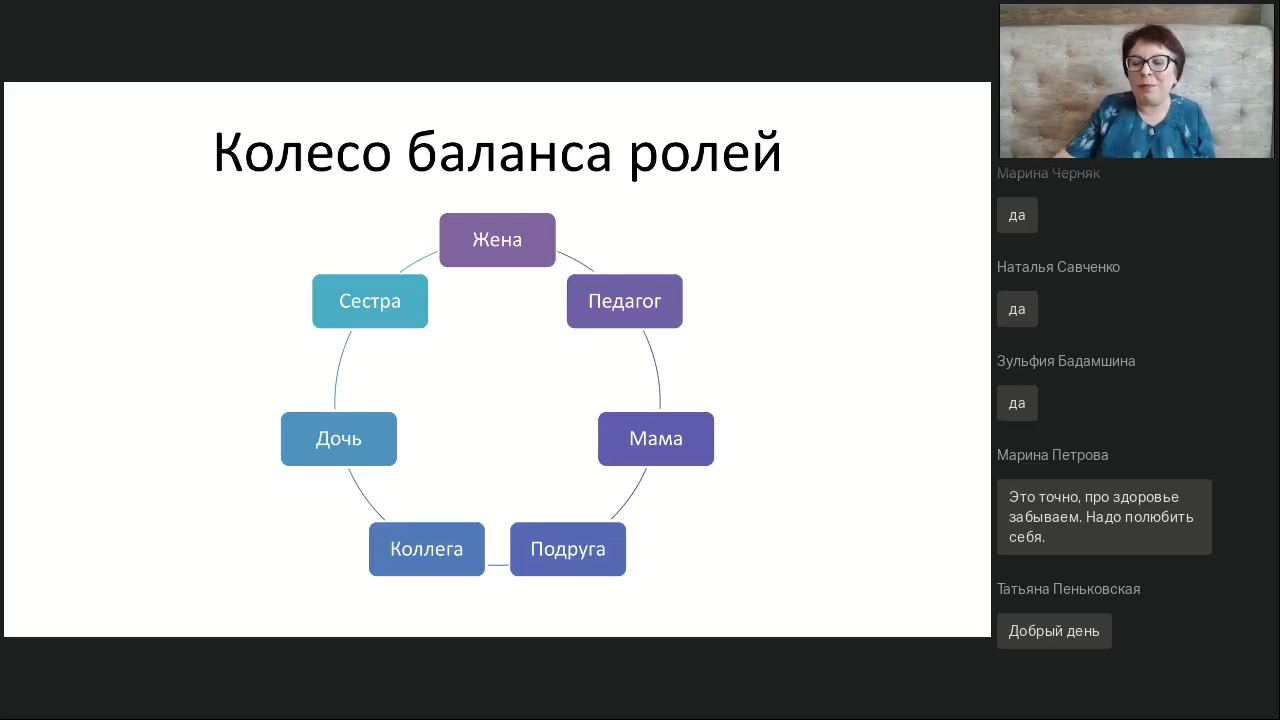 Колесо баланса ролей
Жена
Педагог
Мама
Подруга
Коллега
Дочь
Сестра
Марина Черняк
да
Наталья Савченко
да
Зульфия Бадамшина
да
Марина Петрова
Это точно, про здоровье
забываем. Надо полюбить
себя.
Татьяна Пеньковская
Добрый день